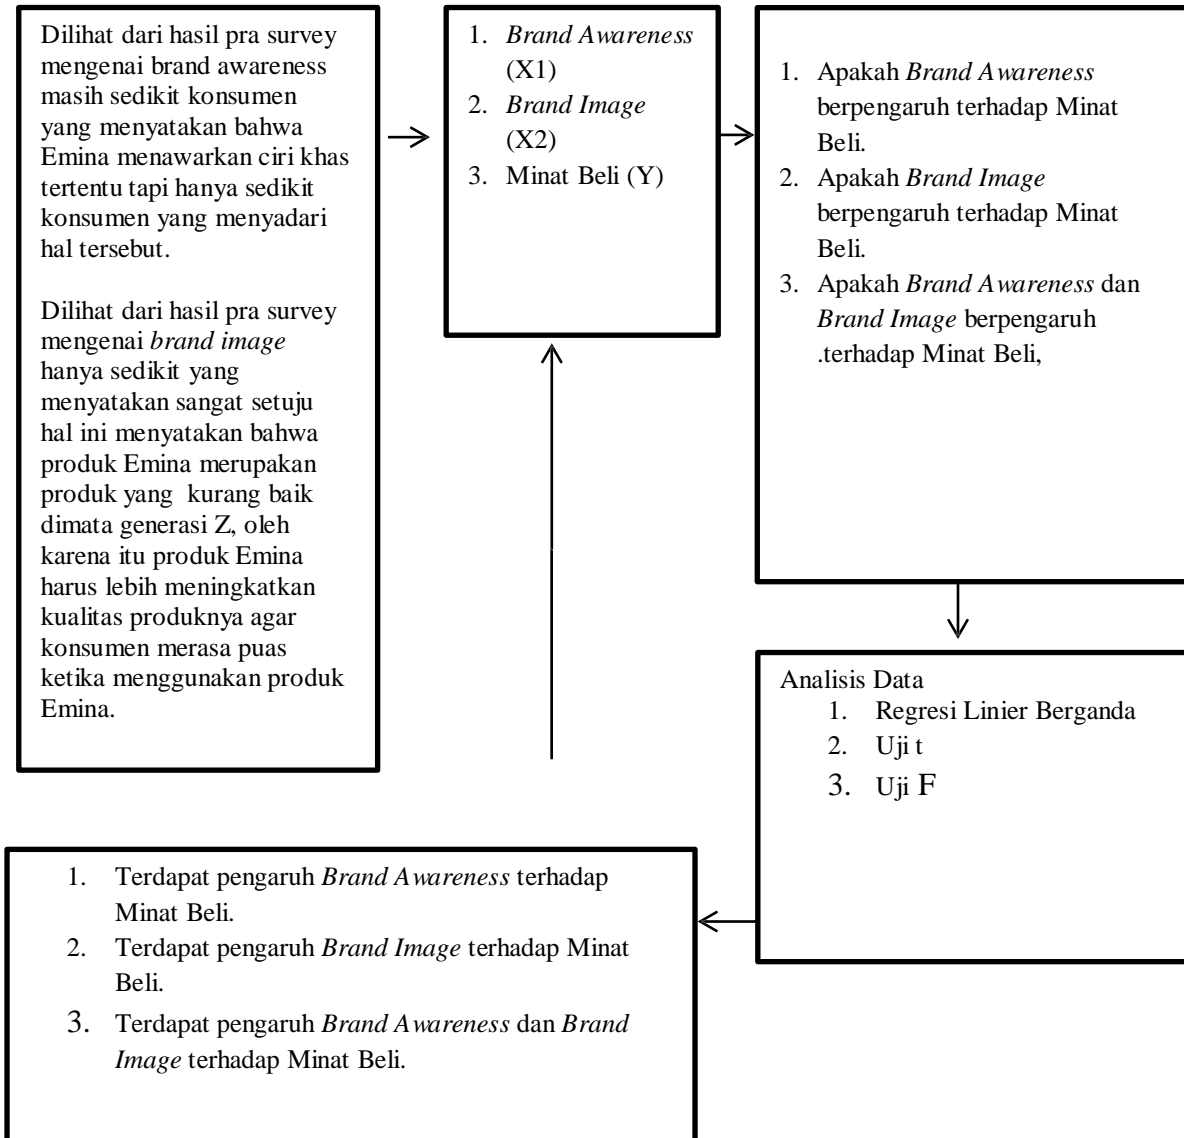 Dilihat dari hasil pra survey
mengenai brand awareness
masih sedikit konsumen
yang menyatakan bahwa
Emina menawarkan ciri khas
tertentu tapi hanya sedikit
konsumen yang menyadari
hal tersebut.
Dilihat dari hasil pra survey
mengenai brand image
hanya sedikit yang
menyatakan sangat setuju
hal ini menyatakan bahwa
produk Emina merupakan
produk yang kurang baik
dimata generasi Z, oleh
karena itu produk Emina
harus lebih meningkatkan
kualitas produknya agar
konsumen merasa puas
ketika menggunakan produk
Emina.
1. Brand Awareness
(X1)
2. Brand Image
(X2)
3. Minat Beli (Y)
1. Apakah Brand Awareness
berpengaruh terhadap Minat
Beli.
2. Apakah Brand Image
berpengaruh terhadap Minat
Beli.
3. Apakah Brand Awareness dan
Brand Image berpengaruh
.terhadap Minat Beli,
Analisis Data
1. Regresi Linier Berganda
2. Uji t
3. Uji F
1. Terdapat pengaruh Brand Awareness terhadap
Minat Beli.
2. Terdapat pengaruh Brand Image terhadap Minat
Beli.
3. Terdapat pengaruh Brand Awareness dan Brand
Image terhadap Minat Beli.